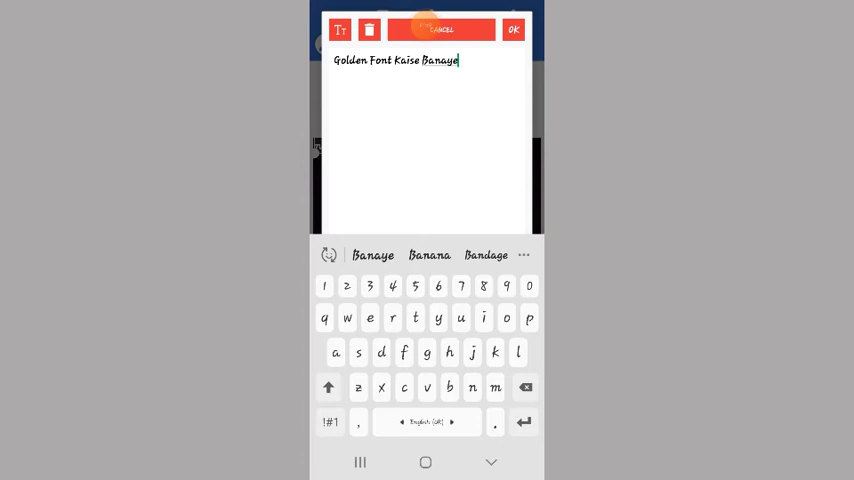 Tт CANCEL OK
Golden Font Kaise Banaye
Banaye Banana Bandage
1 2 3 4 5 6 7 8 9 0
q w e r t y u i o p
a s d f g h j k l
z x c v b n m
!#1 , English (UK) .